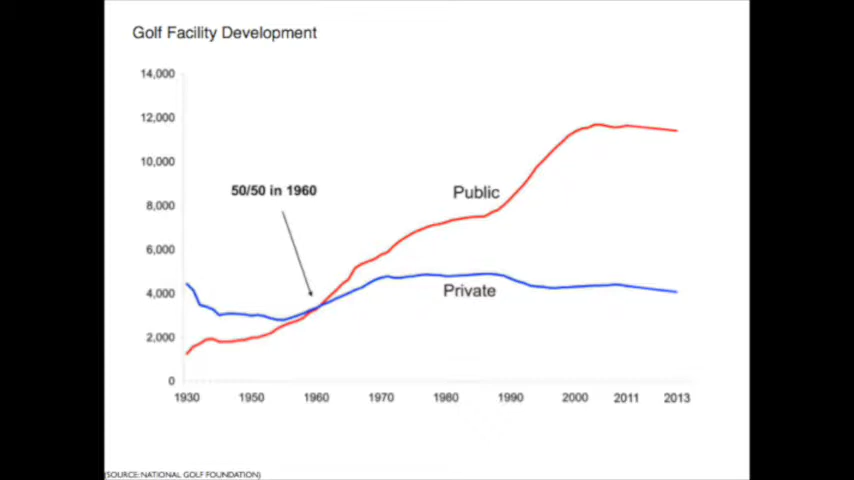 Golf Facility Development
14,000
12,000
10,000
8,000
6,000
4,000
2,000
0
50/50 in 1960
Public
Private
1930 1950 1960 1970 1980 1990 2000 2011 2013
(SOURCE: NATIONAL GOLF FOUNDATION)